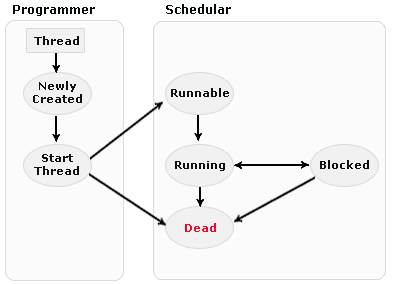 Programmer
Schedular
Thread
Newly
Created
Runnable
Start
Thread
Running
Blocked
Dead